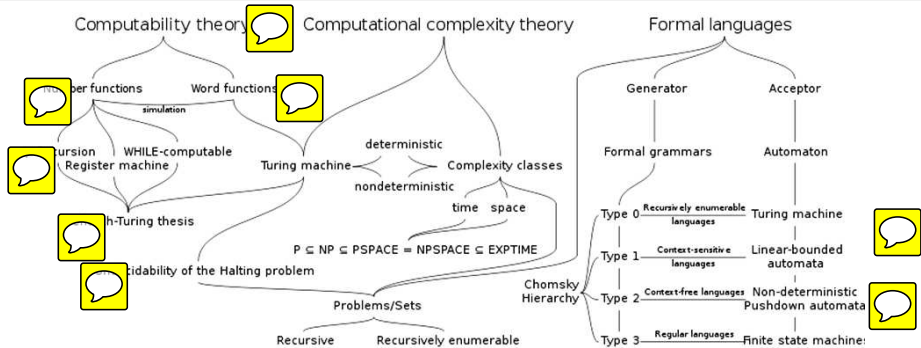 Computability theory
Computational complexity theory
Formal languages
functions
Word functions
Generator
Acceptor
simulation
deterministic
WHILE-computable
Formal grammars
Automaton
Register machine
Turing machine
Complexity classes
nondeterministic
time space
Type 0 Recursively enumerable languages Turing machine
-Turing thesis
P ⊆ NP ⊆ PSPACE = NPSPACE ⊆ EXPTIME
Type 1 Context-sensitive languages Linear-bounded automata
of the Halting problem
Chomsky
Hierarchy
Type 2 Context-free languages Non-deterministic Pushdown automata
Problems/Sets
Recursive
Recursively enumerable
Type 3 Regular languages Finite state machines